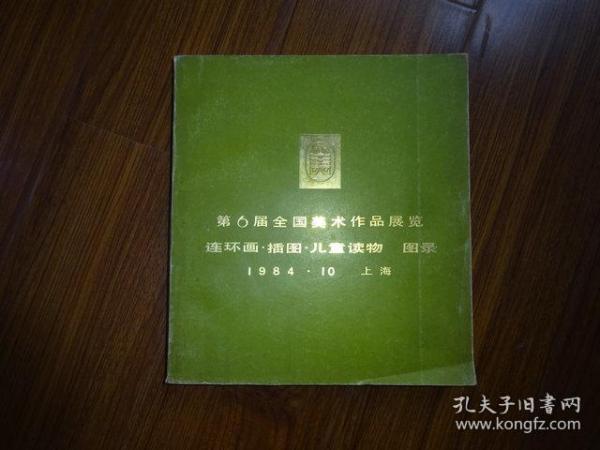 第6届全国美术作品展览
连环画·插图·儿童读物 图录
1984·10 上海
孔夫子旧书网
www.kongfz.com